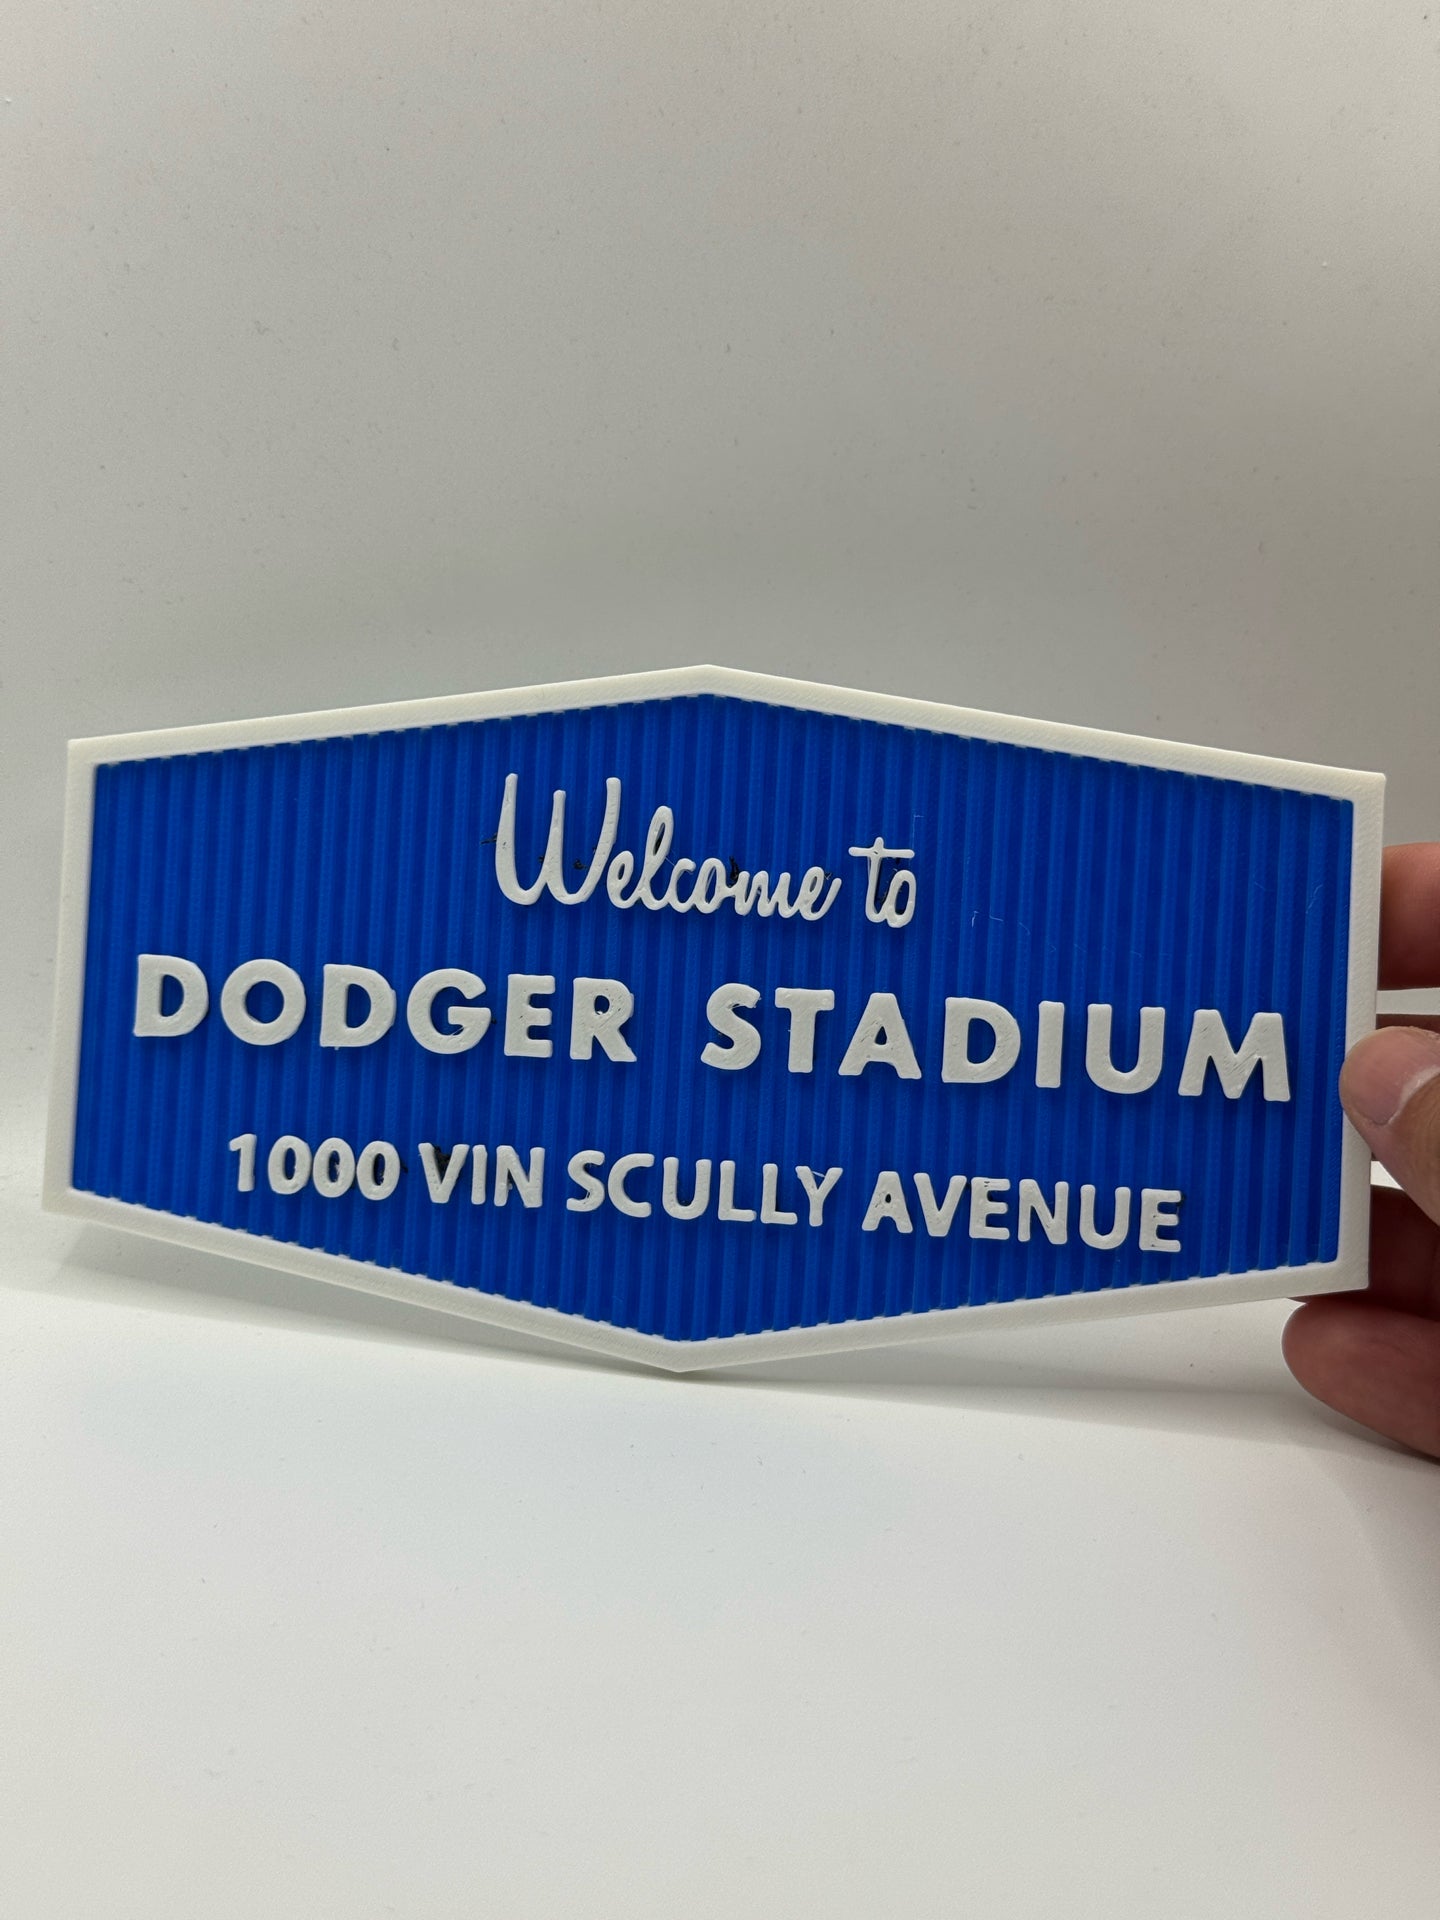 Welcome to
DODGER STADIUM
1000 VIN SCULLY AVENUE